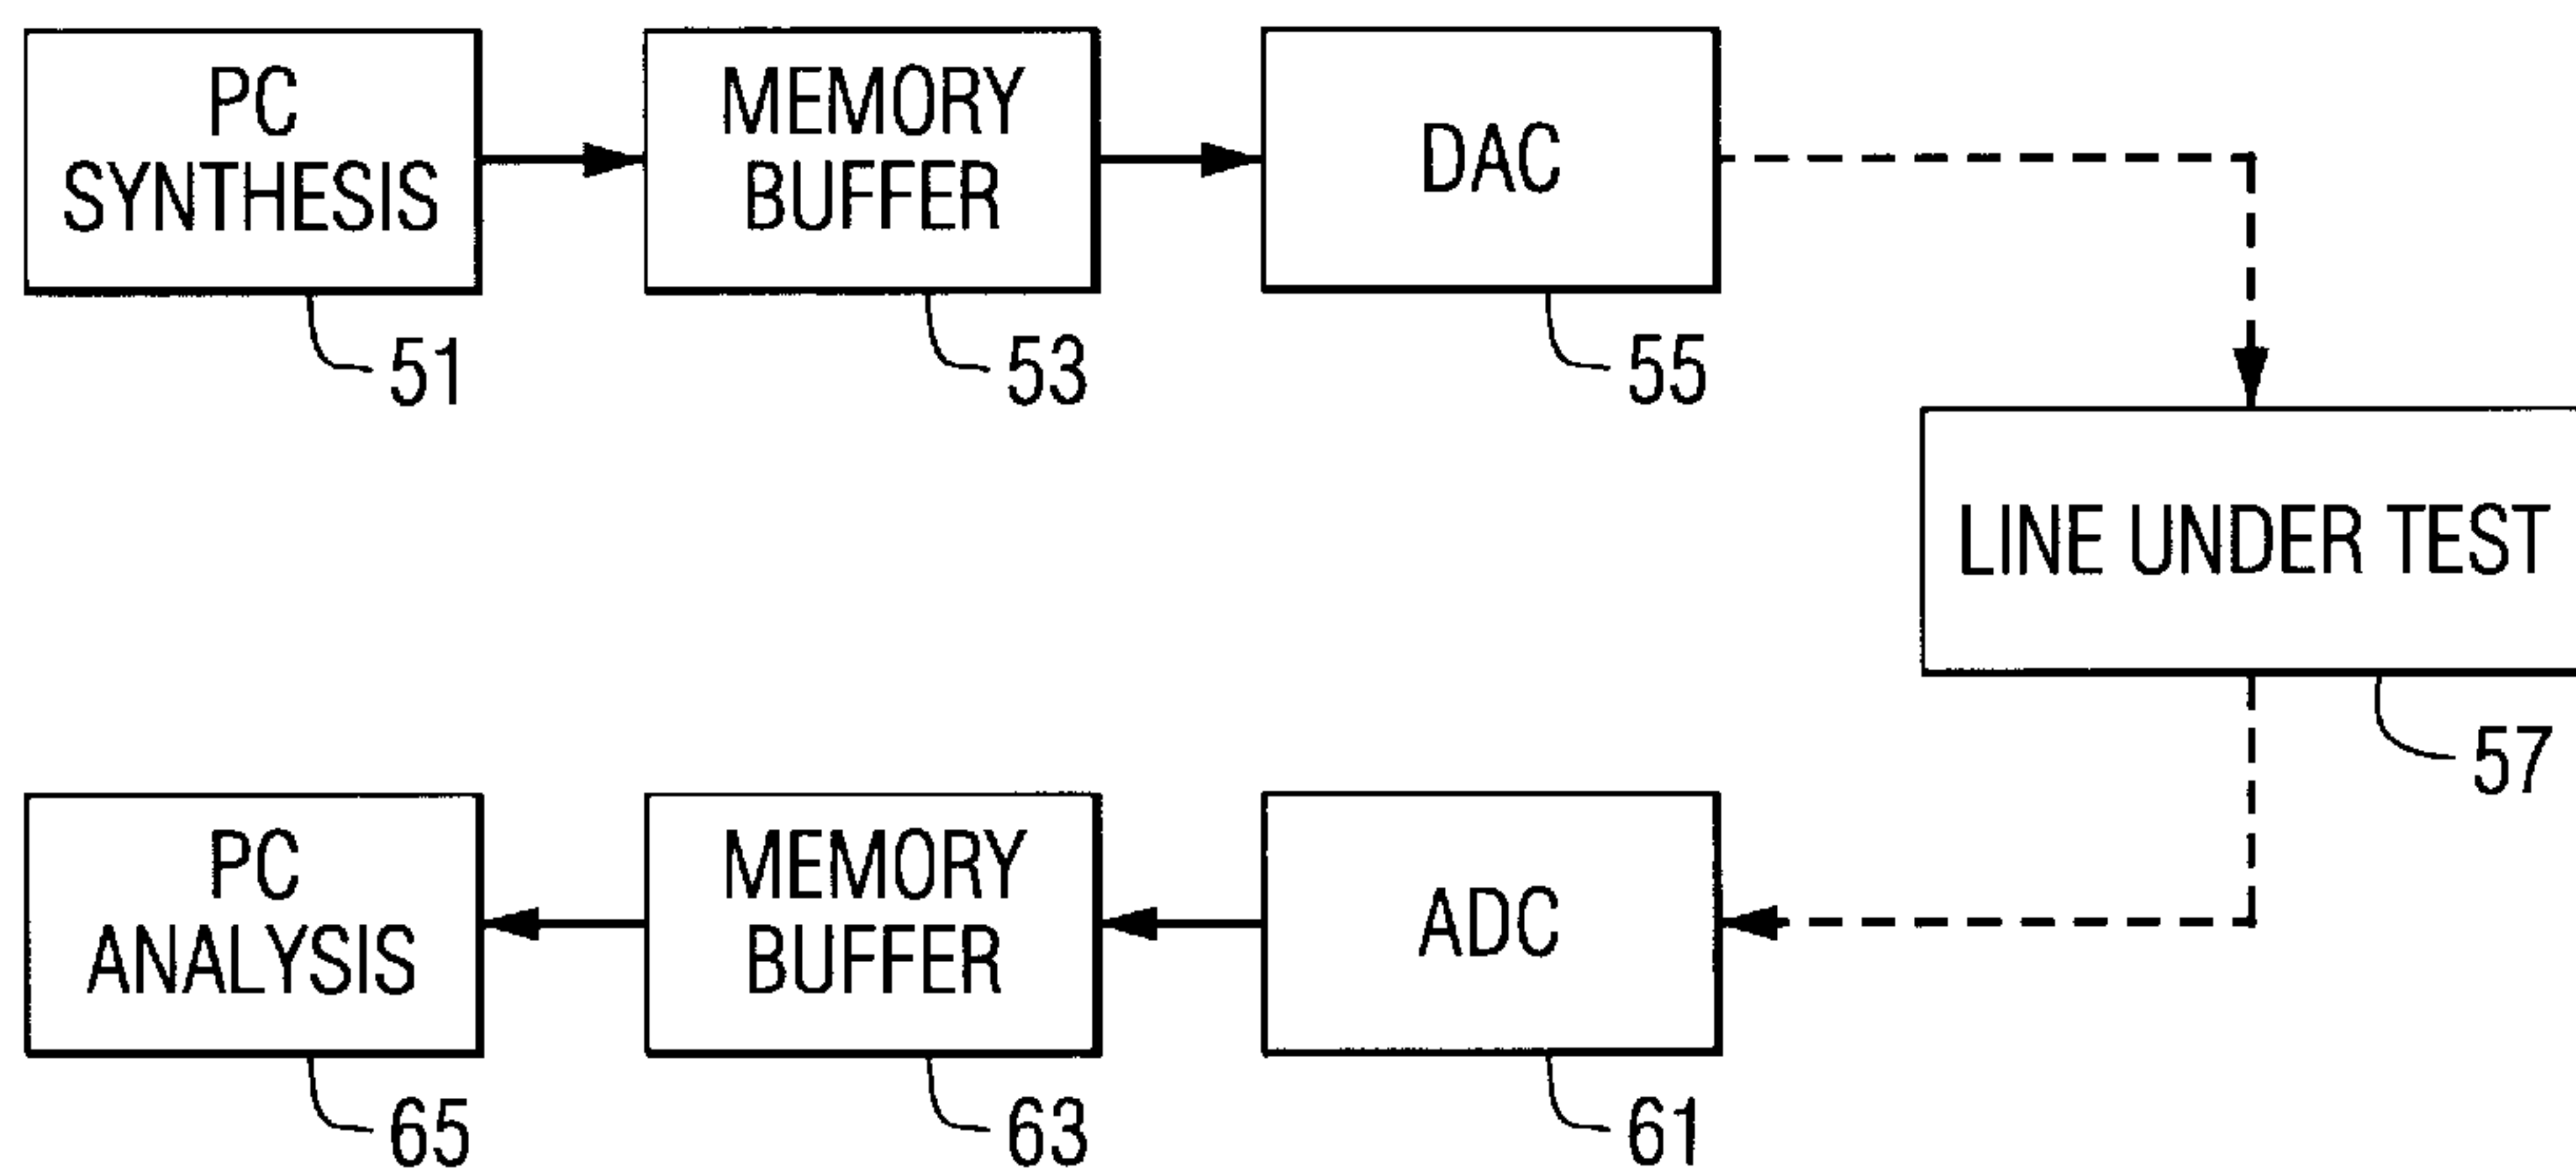 PC
SYNTHESIS
51
MEMORY
BUFFER
53
DAC
55
LINE UNDER TEST
57
PC
ANALYSIS
65
MEMORY
BUFFER
63
ADC
61